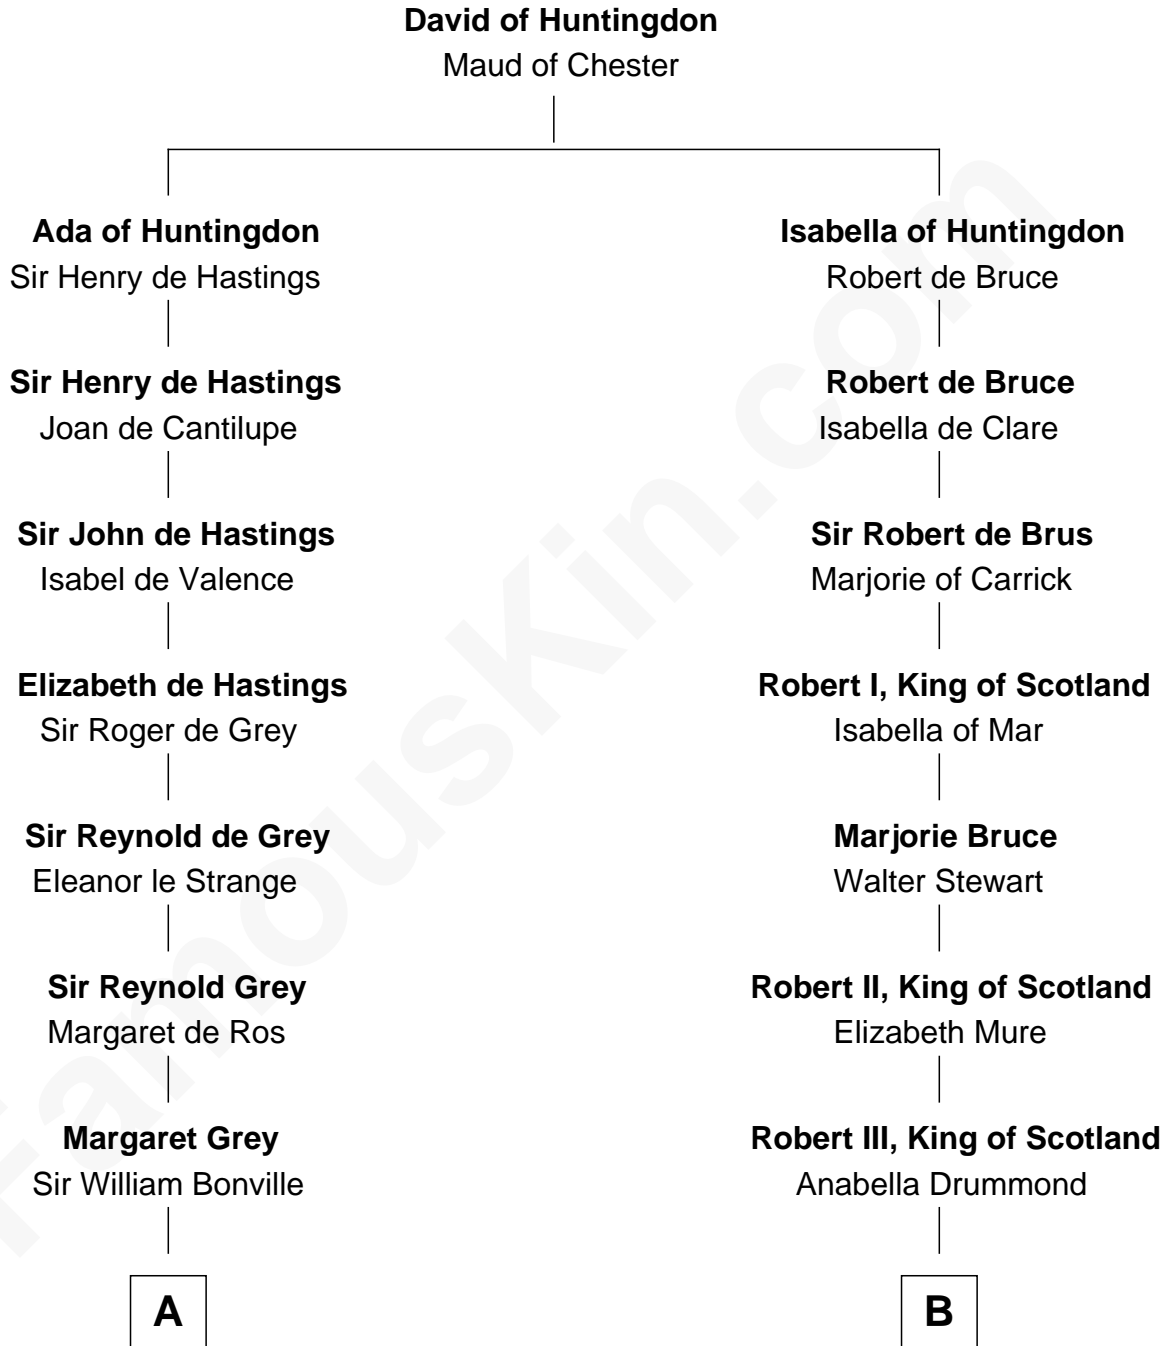 David of Huntingdon
Maud of Chester
Ada of Huntingdon
Sir Henry de Hastings
Isabella of Huntingdon
Robert de Bruce
Sir Henry de Hastings
Joan de Cantilupe
Robert de Bruce
Isabella de Clare
Sir John de Hastings
Isabel de Valence
Sir Robert de Brus
Marjorie of Carrick
Elizabeth de Hastings
Sir Roger de Grey
Robert I, King of Scotland
Isabella of Mar
Sir Reynold de Grey
Eleanor le Strange
Marjorie Bruce
Walter Stewart
Sir Reynold Grey
Margaret de Ros
Robert II, King of Scotland
Elizabeth Mure
Margaret Grey
Sir William Bonville
Robert III, King of Scotland
Anabella Drummond
A
B
FamousKin.com